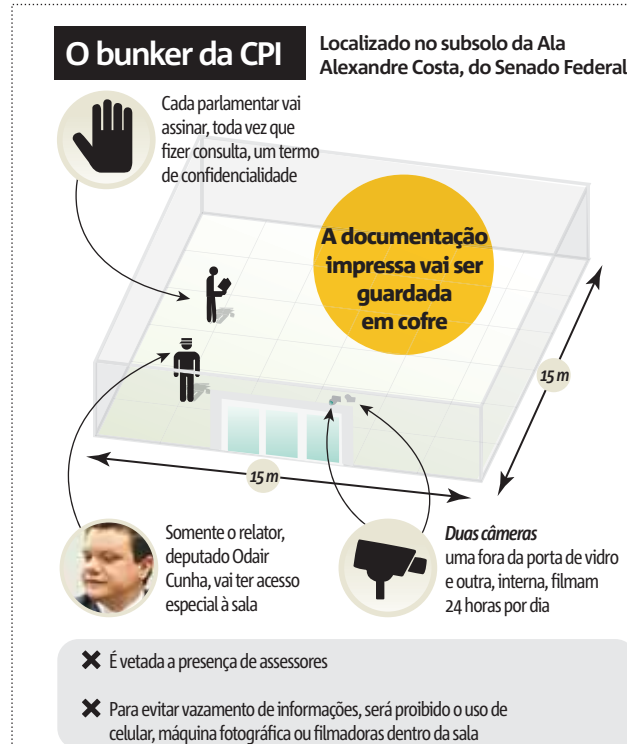 O bunker da CPI
Localizado no subsolo da Ala
Alexandre Costa, do Senado Federal
Cada parlamentar vai
assinar, toda vez que
fizer consulta, um termo
de confidencialidade
A documentação
impressa vai ser
guardada
em cofre
15 m
15 m
Somente o relator,
deputado Odair
Cunha, vai ter acesso
especial à sala
Duas câmeras
uma fora da porta de vidro
e outra, interna, filmam
24 horas por dia
É vetada a presença de assessores
Para evitar vazamento de informações, será proibido o uso de
celular, máquina fotográfica ou filmadoras dentro da sala